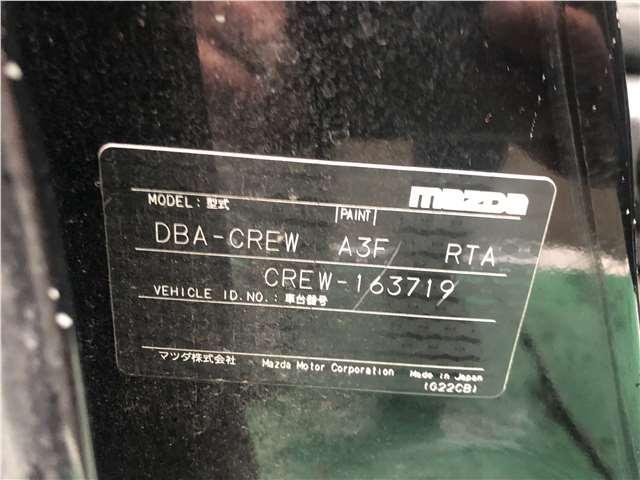 mazda
MODEL : 型式 PAINT
DBA-CREW A3F RTA
CREW-163719
VEHICLE ID.NO. : 車台番号
マツダ株式会社 Mazda Motor Corporation Made in Japan
(G22CB)